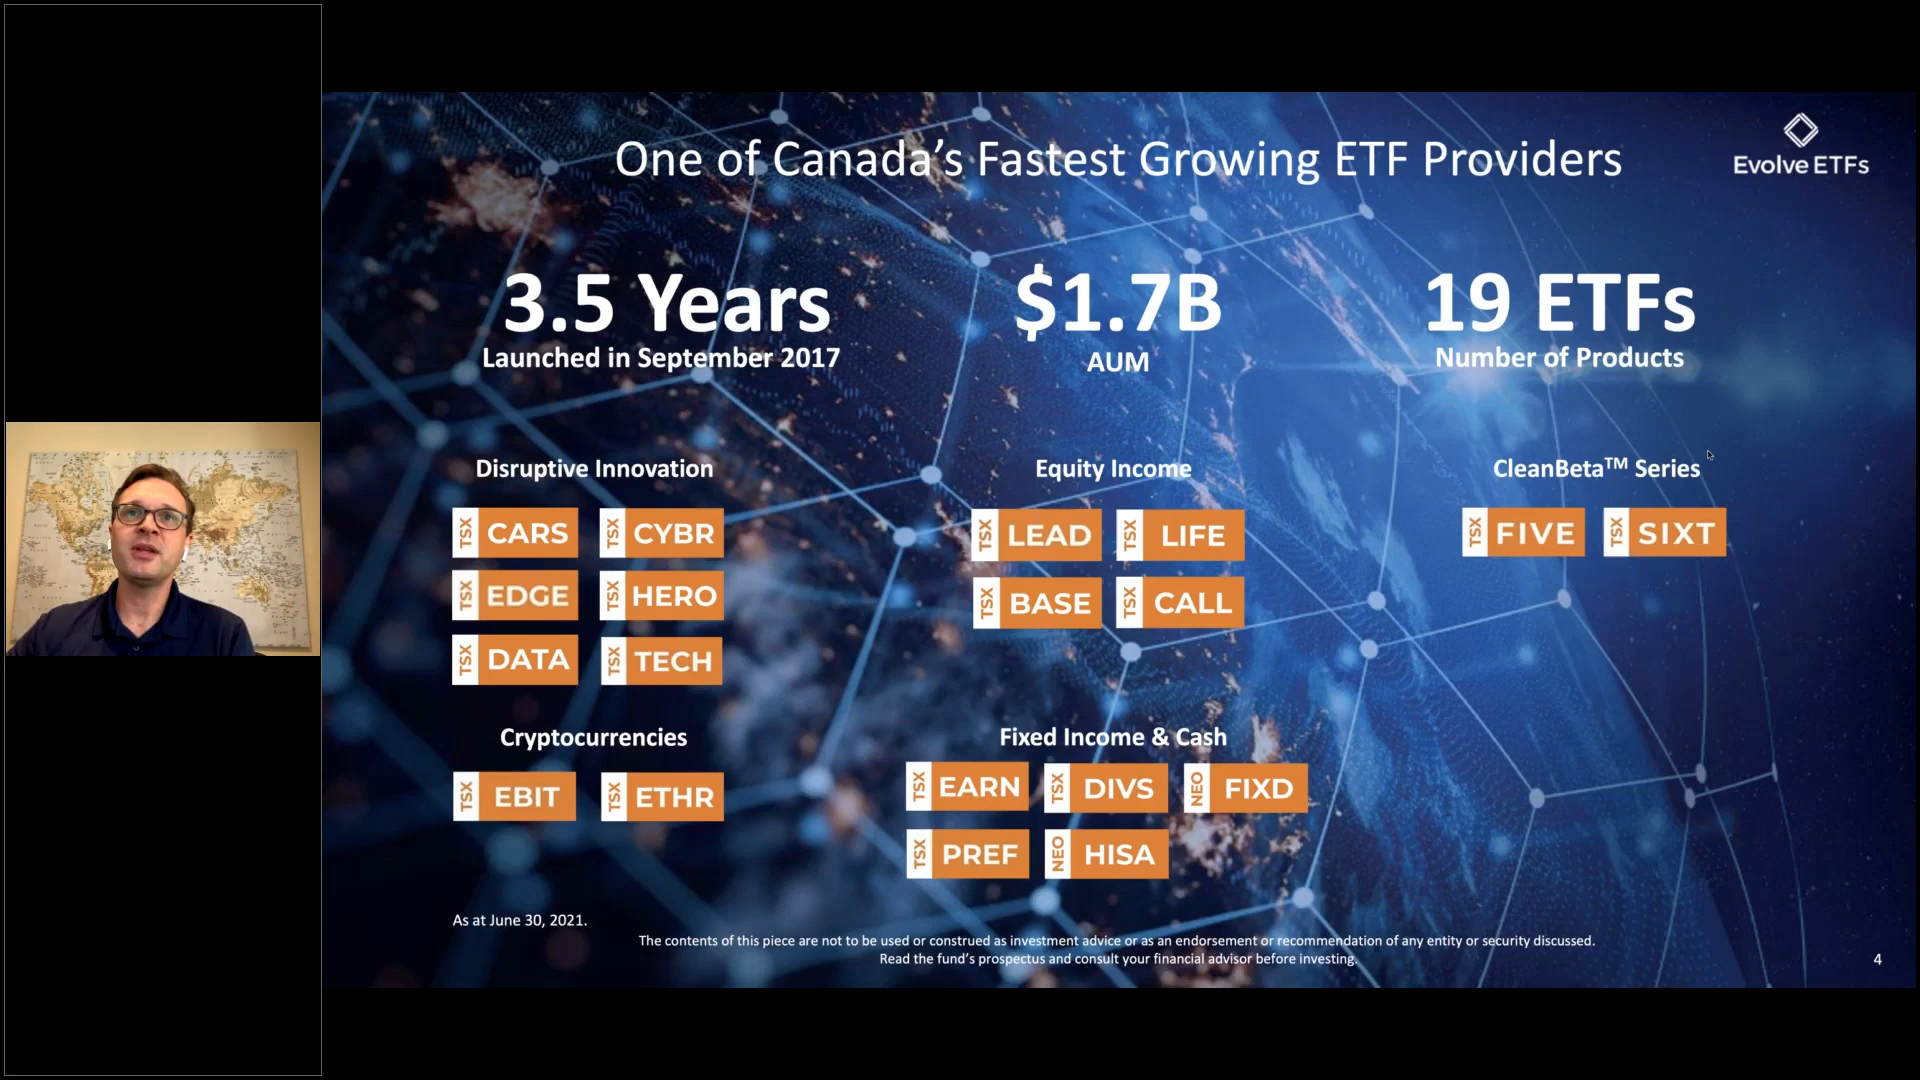 One of Canada's Fastest Growing ETF Providers
Evolve ETFs
3.5 Years
Launched in September 2017
$1.7B
AUM
19 ETFs
Number of Products
Disruptive Innovation
TSX CARS
TSX CYBR
TSX EDGE
TSX HERO
TSX DATA
TSX TECH
Equity Income
TSX LEAD
TSX LIFE
TSX BASE
TSX CALL
CleanBeta™ Series
TSX FIVE
TSX SIXT
Cryptocurrencies
TSX EBIT
TSX ETHR
Fixed Income & Cash
TSX EARN
TSX DIVS
NEO FIXD
TSX PREF
NEO HISA
As at June 30, 2021.
The contents of this piece are not to be used or construed as investment advice or as an endorsement or recommendation of any entity or security discussed.
Read the fund's prospectus and consult your financial advisor before investing.
4